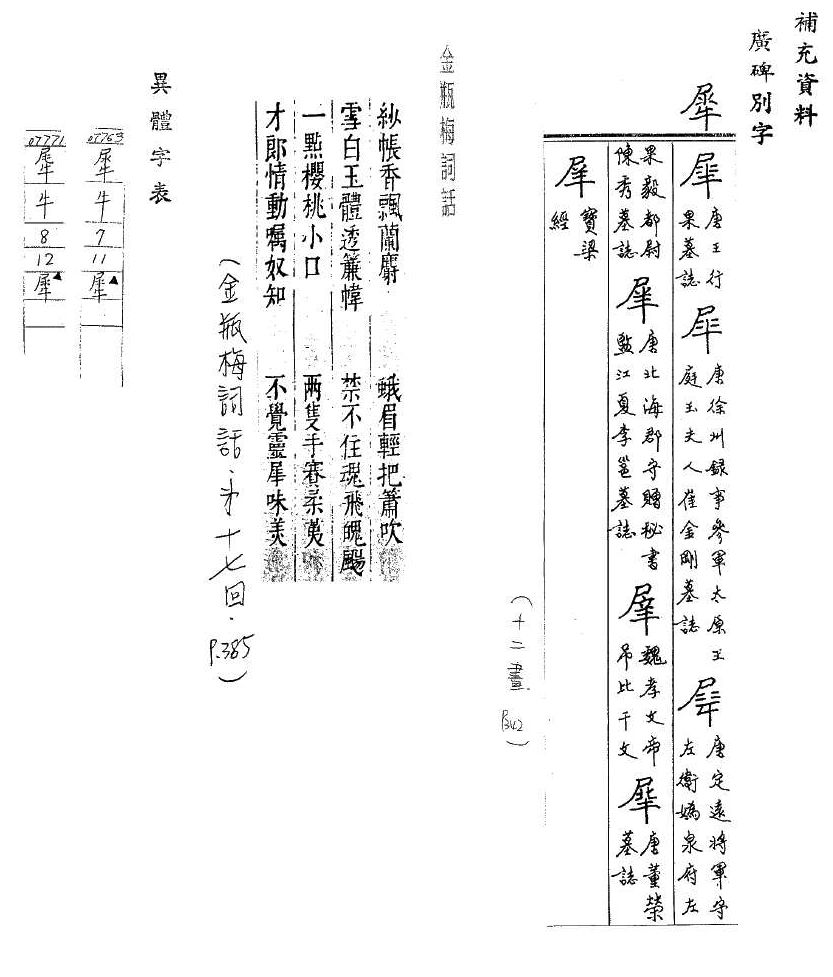 補充資料
廣碑別字
犀
犀 唐王行果墓誌 犀 唐徐州録事參軍太原王庭玉夫人崔金剛墓誌 犀 唐定遠將軍守左衛嬀泉府左
果毅都尉陳秀墓誌 犀 唐北海郡守贈秘書監江夏李邕墓誌 犀 魏孝文帝弔比干文 犀 唐董榮墓誌
犀 寶梁經
(十二畫 P.342)
金瓶梅詞話
紗帳香飄蘭麝 蛾眉輕把簫吹
雪白玉體透簾幃 禁不住魂飛魄颺
一點櫻桃小口 两隻手賽柔荑
才郎情動囑奴知 不覺靈犀味美
(金瓶梅詞話.第十七回.P.385)
異體字表
07763 犀 牛 7 11 犀
07771 犀 牛 8 12 犀